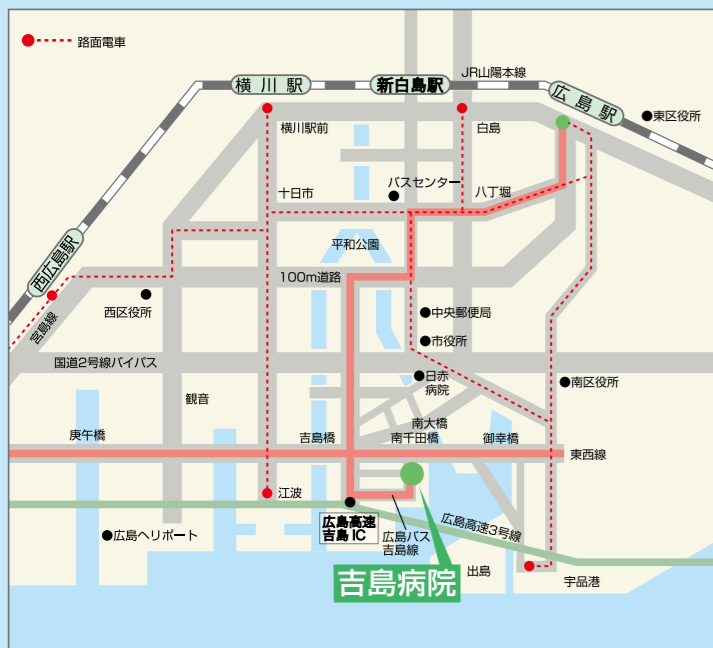 路面電車
横川駅
新白島駅
JR山陽本線
広島駅
東区役所
横川駅前
白島
十日市
バスセンター
八丁堀
平和公園
西広島駅
100m道路
西区役所
中央郵便局
宮島線
市役所
国道2号線バイパス
日赤
病院
南区役所
観音
南大橋
庚午橋
吉島橋
南千田橋
御幸橋
東西線
江波
広島高速
吉島IC
広島バス
吉島線
広島高速3号線
広島ヘリポート
吉島病院
出島
宇品港